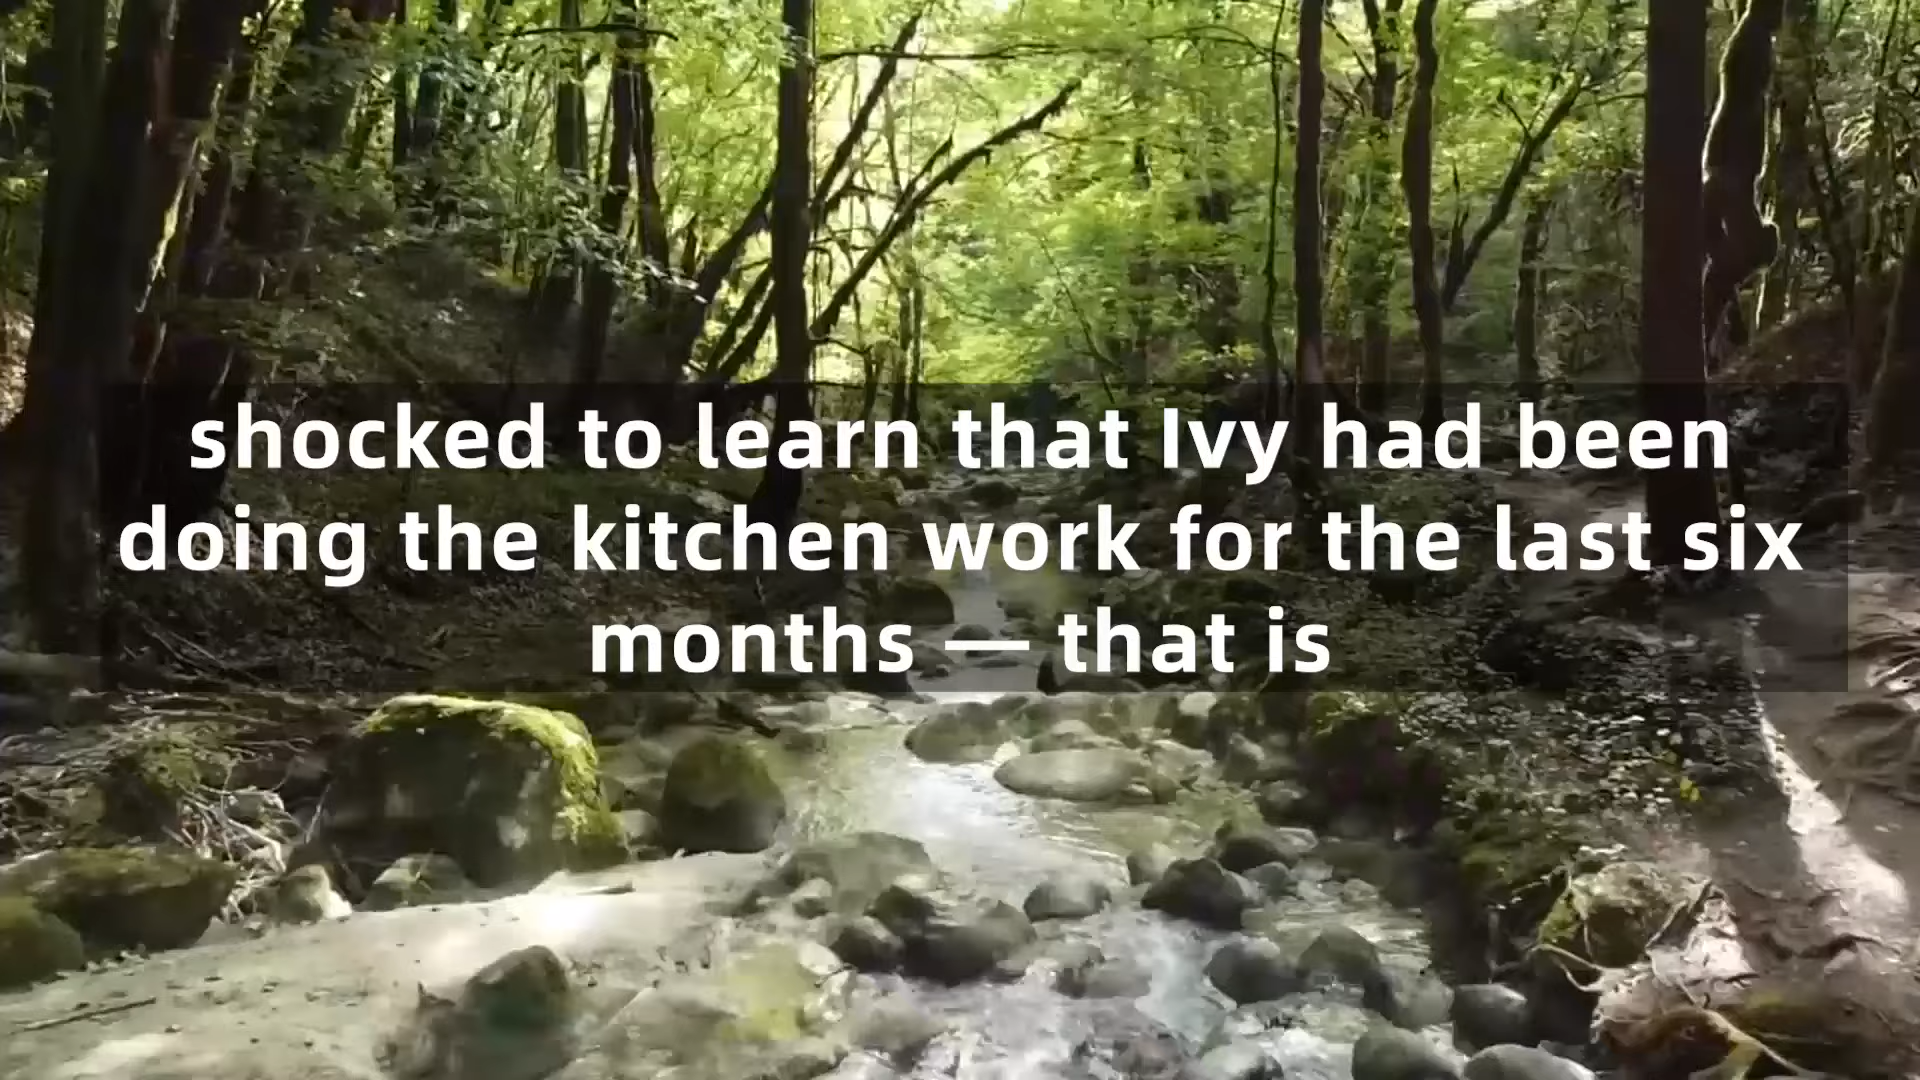 shocked to learn that Ivy had been
doing the kitchen work for the last six
months — that is